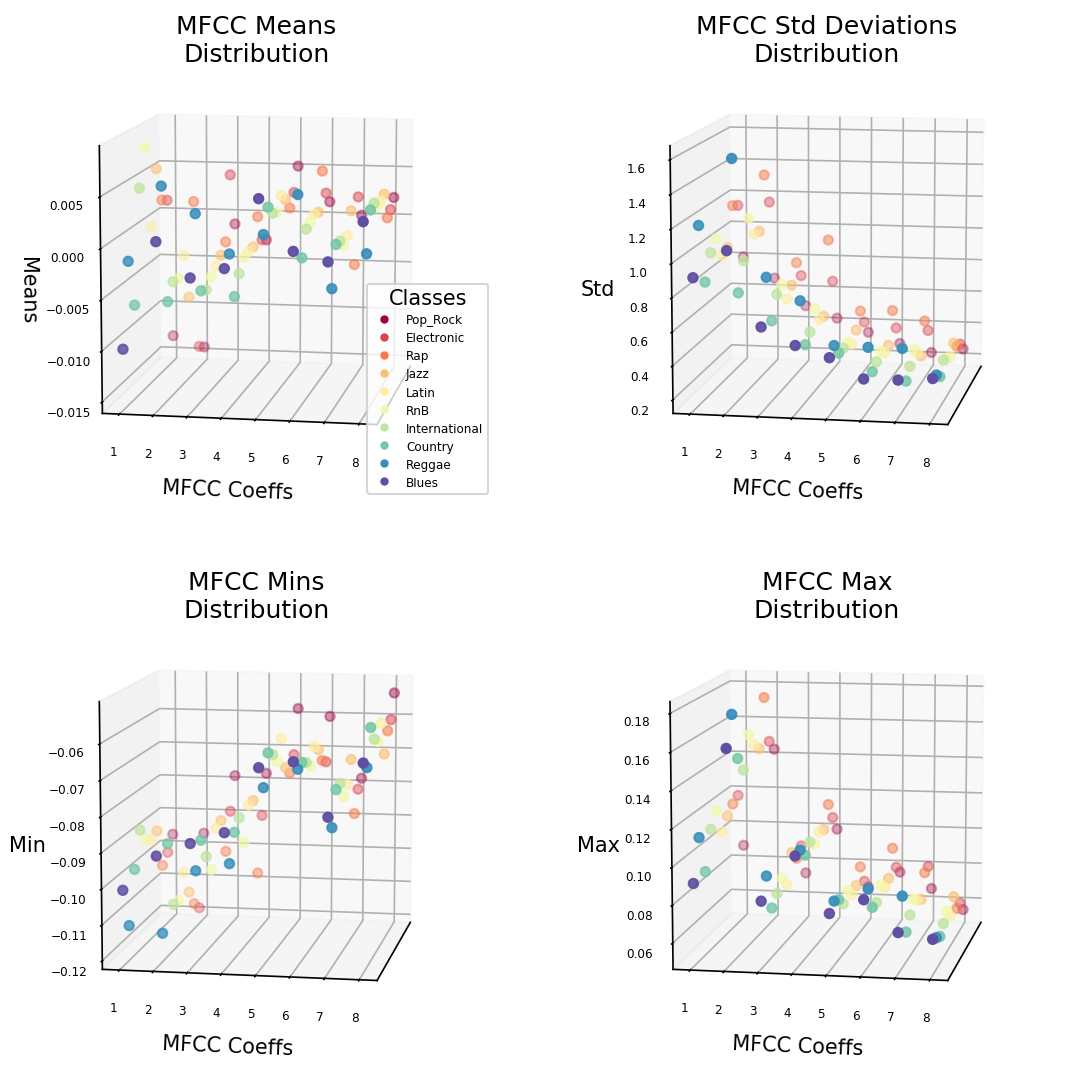 MFCC Means
Distribution
MFCC Std Deviations
Distribution
0.005
0.000
−0.005
−0.010
−0.015
Means
1 2 3 4 5 6 7 8
MFCC Coeffs
Classes
Pop_Rock
Electronic
Rap
Jazz
Latin
RnB
International
Country
Reggae
Blues
1.6
1.4
1.2
1.0
0.8
0.6
0.4
0.2
Std
1 2 3 4 5 6 7 8
MFCC Coeffs
MFCC Mins
Distribution
MFCC Max
Distribution
−0.06
−0.07
−0.08
−0.09
−0.10
−0.11
−0.12
Min
1 2 3 4 5 6 7 8
MFCC Coeffs
0.18
0.16
0.14
0.12
0.10
0.08
0.06
Max
1 2 3 4 5 6 7 8
MFCC Coeffs